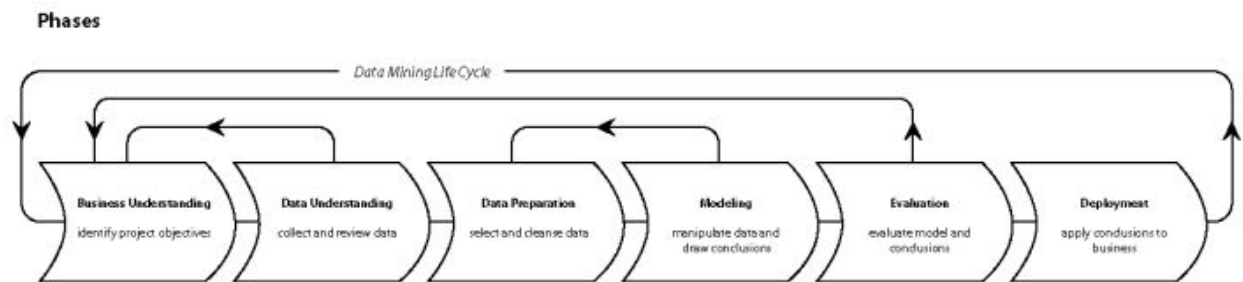 Phases
Data Mining Life Cycle
Business Understanding
identify project objectives
Data Understanding
collect and review data
Data Preparation
select and cleanse data
Modeling
manipulate data and
draw conclusions
Evaluation
evaluate model and
conclusions
Deployment
apply conclusions to
business